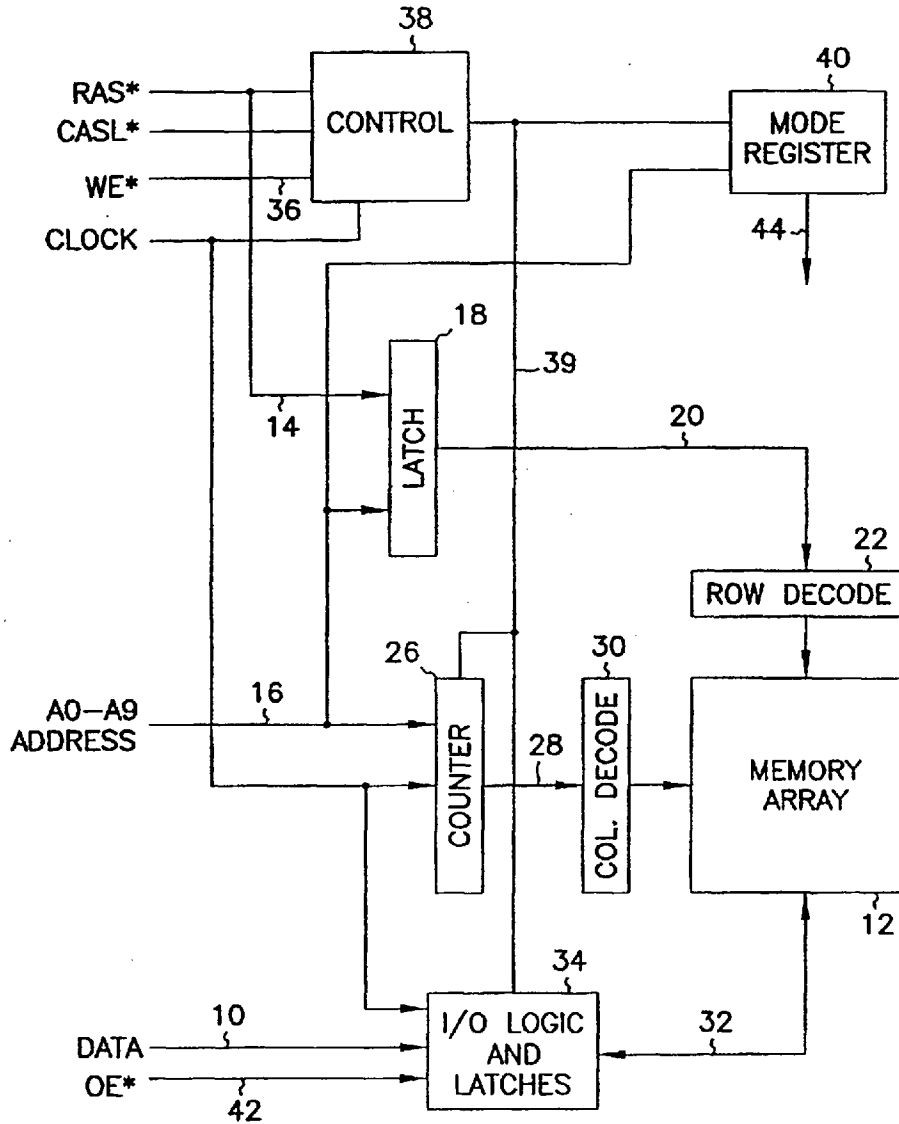 38
RAS*
CONTROL
40
MODE
REGISTER
CASL*
WE*
36
CLOCK
44
18
39
14
LATCH
20
22
ROW DECODE
26
30
A0–A9
ADDRESS
16
COUNTER
28
COL. DECODE
MEMORY
ARRAY
12
34
I/O LOGIC
AND
LATCHES
32
10
DATA
OE*
42